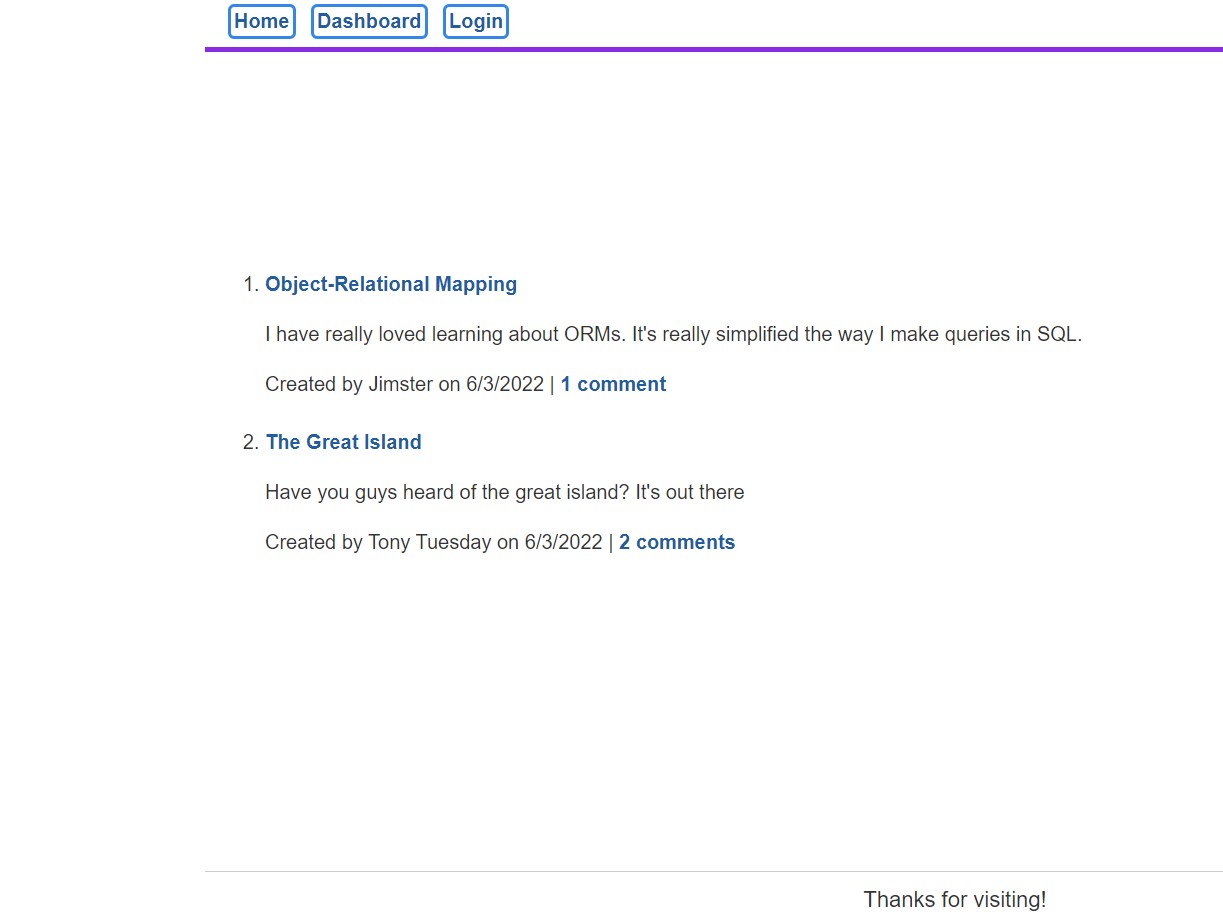 Home Dashboard Login
1. Object-Relational Mapping
I have really loved learning about ORMs. It's really simplified the way I make queries in SQL.
Created by Jimster on 6/3/2022 | 1 comment
2. The Great Island
Have you guys heard of the great island? It's out there
Created by Tony Tuesday on 6/3/2022 | 2 comments
Thanks for visiting!